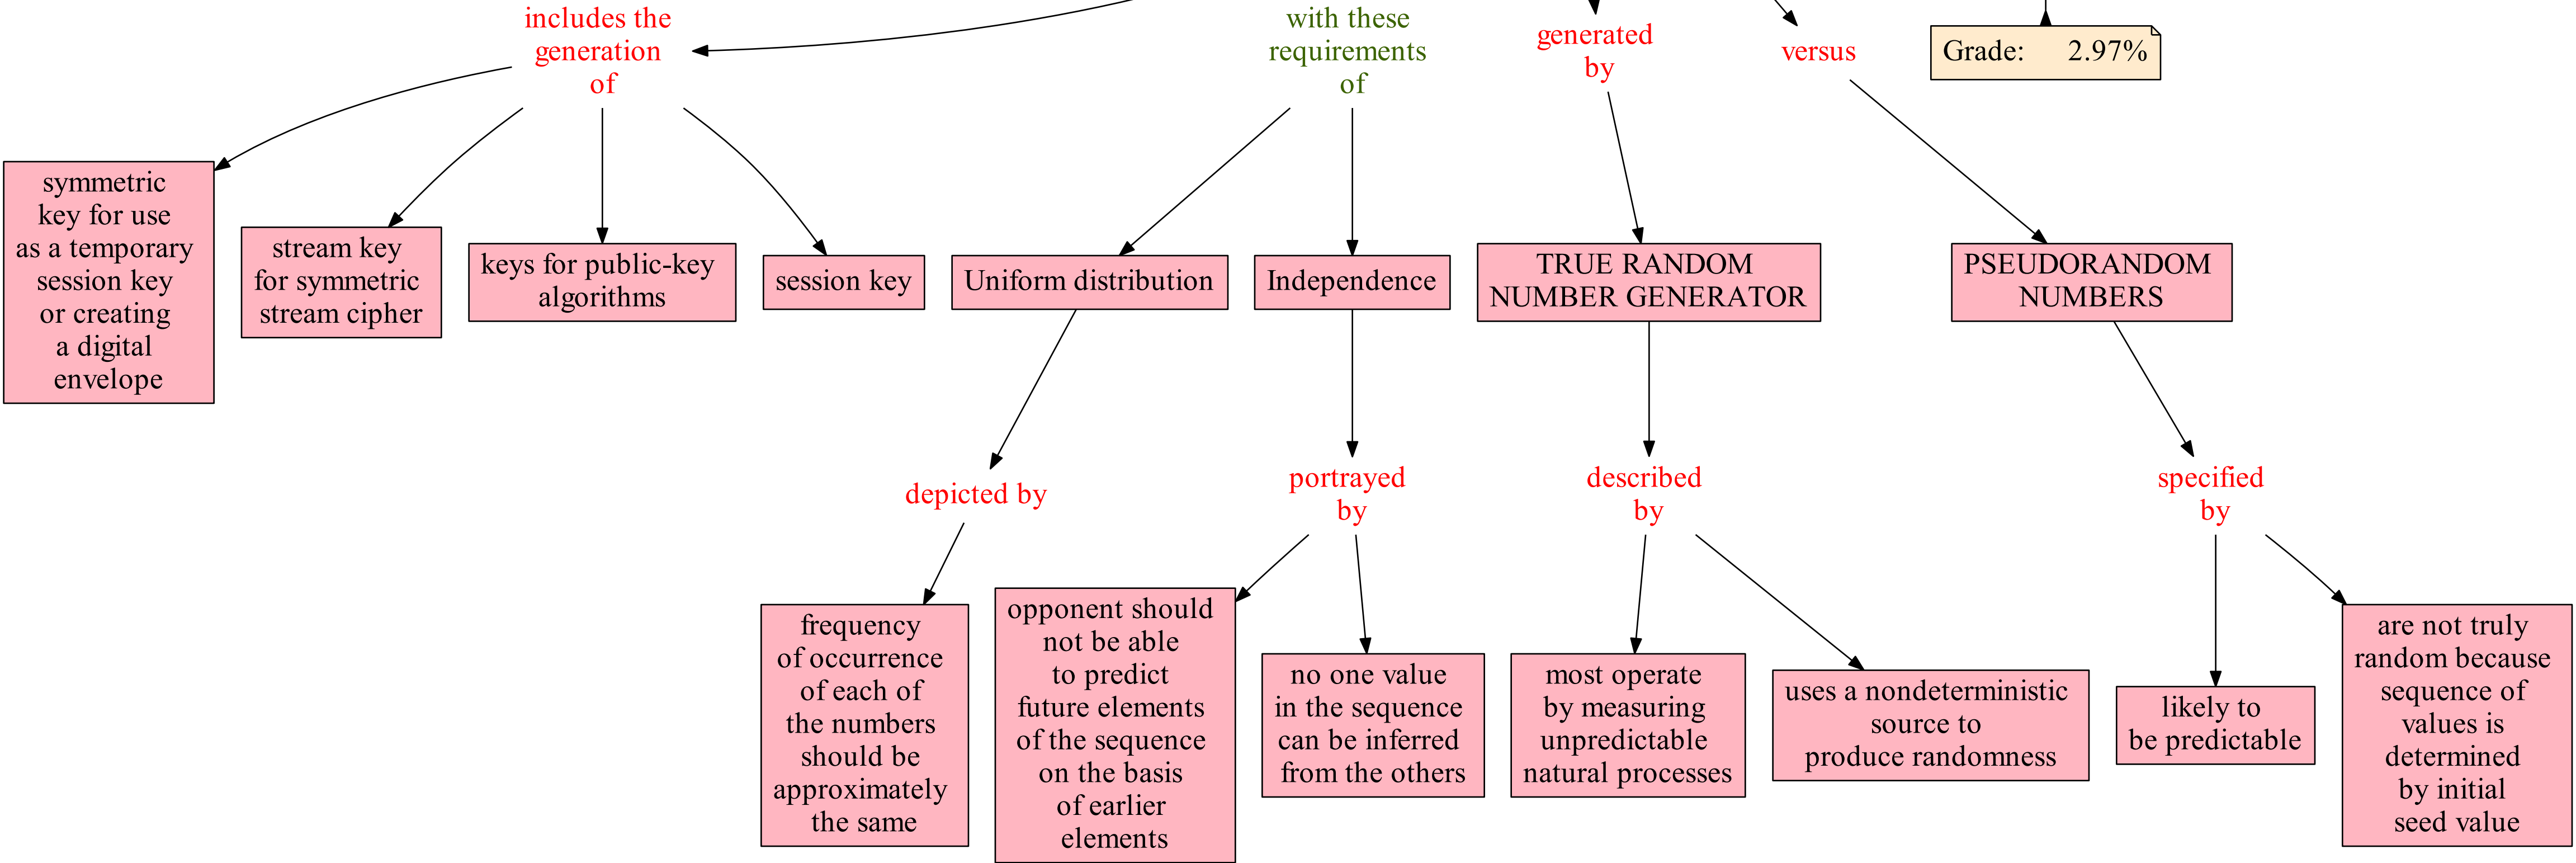 includes the
generation
of
with these
requirements
of
generated
by
versus
Grade: 2.97%
symmetric
key for use
as a temporary
session key
or creating
a digital
envelope
stream key
for symmetric
stream cipher
keys for public-key
algorithms
session key
Uniform distribution
Independence
TRUE RANDOM
NUMBER GENERATOR
PSEUDORANDOM
NUMBERS
depicted by
portrayed
by
described
by
specified
by
frequency
of occurrence
of each of
the numbers
should be
approximately
the same
opponent should
not be able
to predict
future elements
of the sequence
on the basis
of earlier
elements
no one value
in the sequence
can be inferred
from the others
most operate
by measuring
unpredictable
natural processes
uses a nondeterministic
source to
produce randomness
likely to
be predictable
are not truly
random because
sequence of
values is
determined
by initial
seed value